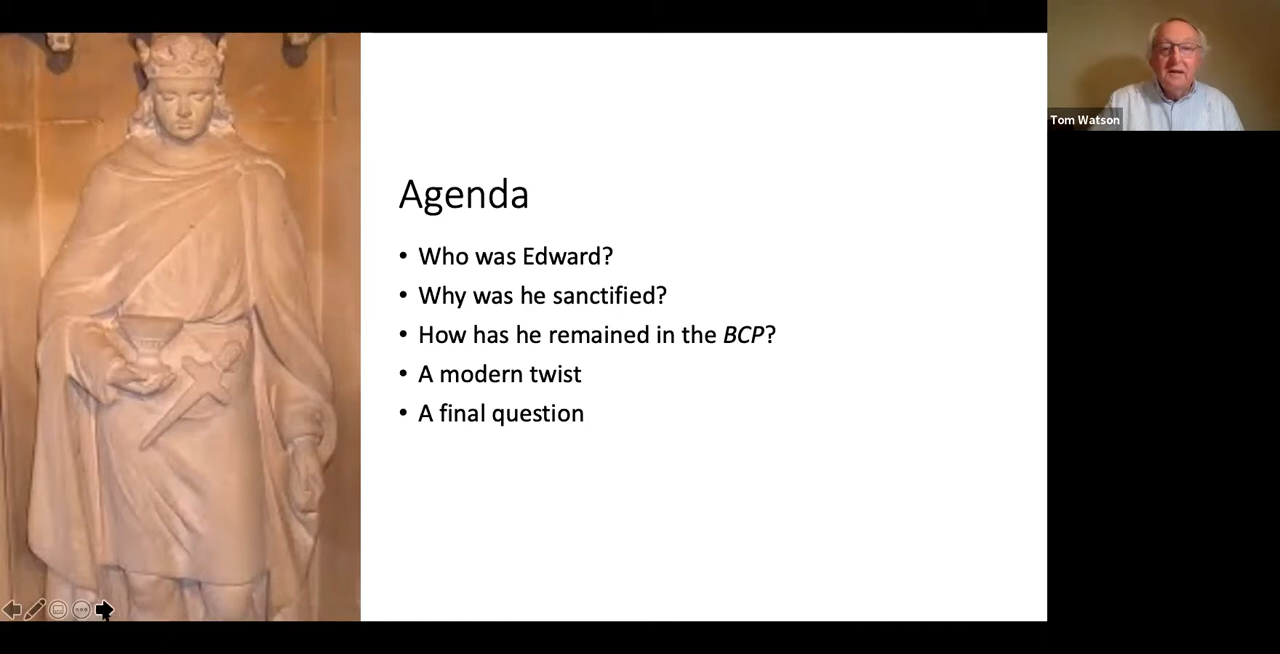 Agenda
• Who was Edward?
• Why was he sanctified?
• How has he remained in the BCP?
• A modern twist
• A final question
Tom Watson